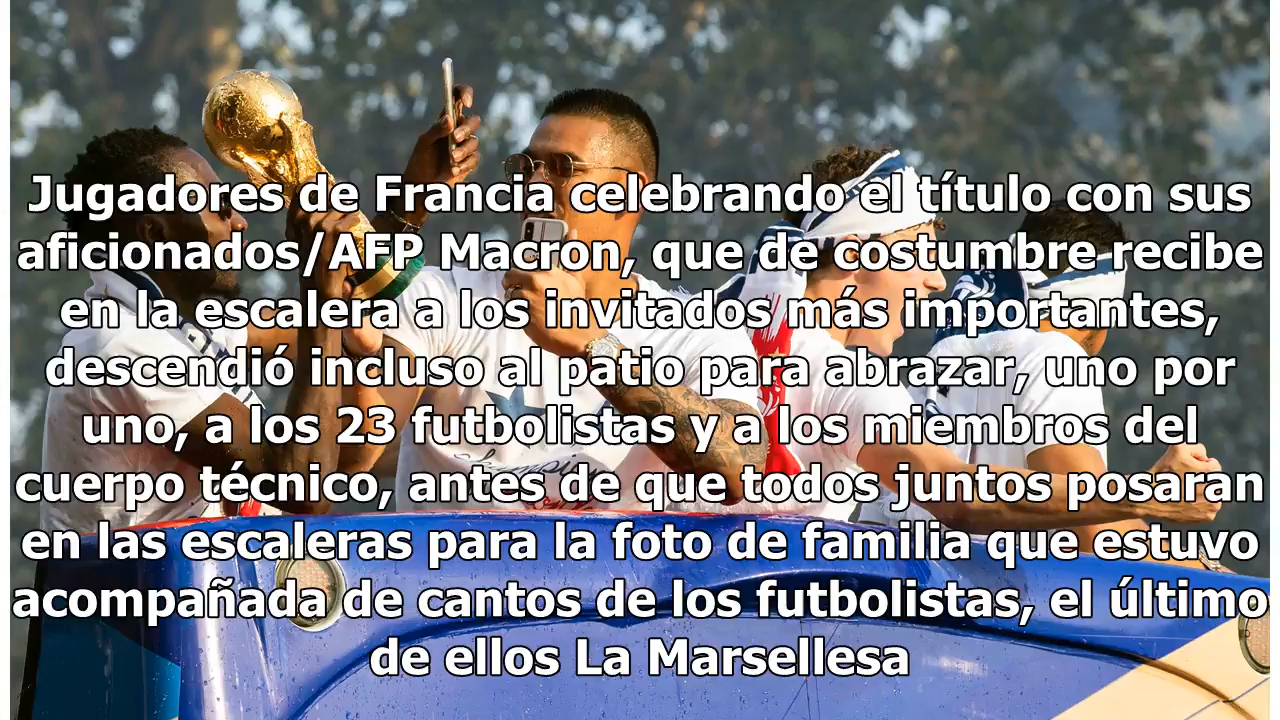 Jugadores de Francia celebrando el título con sus
aficionados/AFP Macron, que de costumbre recibe
en la escalera a los invitados más importantes,
descendió incluso al patio para abrazar, uno por
uno, a los 23 futbolistas y a los miembros del
cuerpo técnico, antes de que todos juntos posaran
en las escaleras para la foto de familia que estuvo
acompañada de cantos de los futbolistas, el último
de ellos La Marsellesa